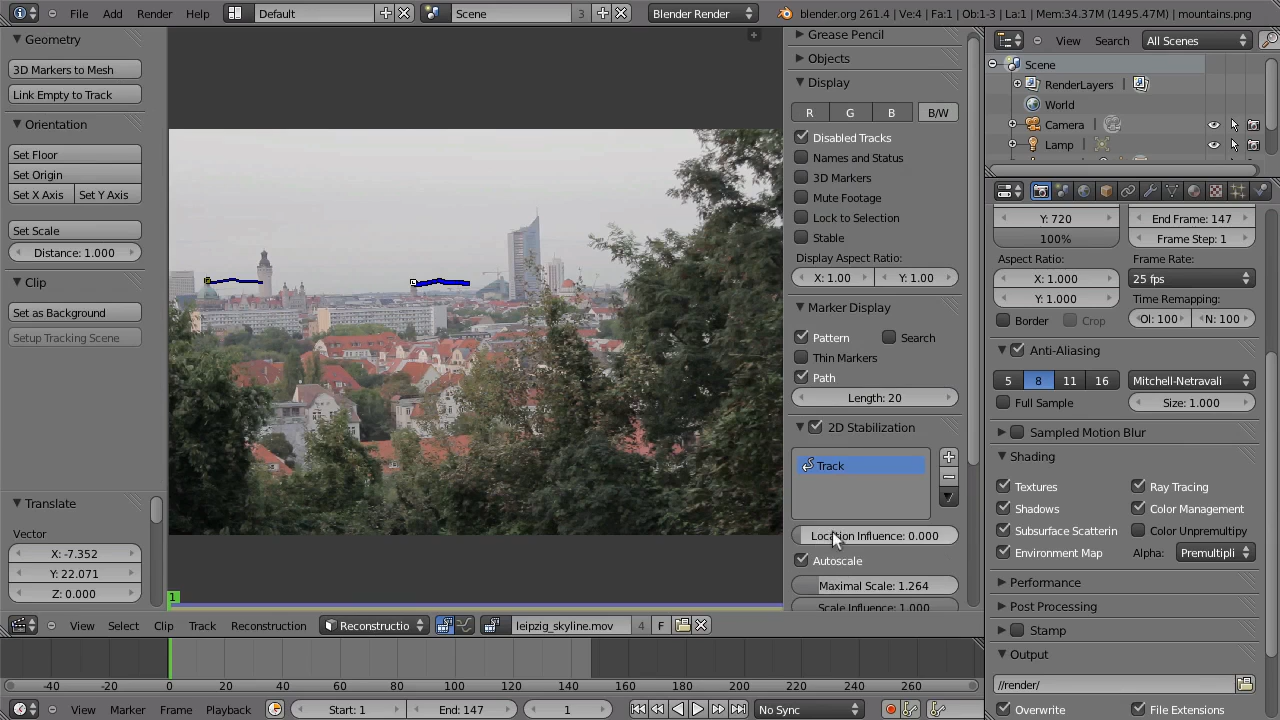 File Add Render Help Default Scene 3 Blender Render blender.org 261.4 | Ve:4 | Fa:1 | Ob:1-3 | La:1 | Mem:34.37M (1495.47M) | mountains.png
Geometry
3D Markers to Mesh
Link Empty to Track
Orientation
Set Floor
Set Origin
Set X Axis Set Y Axis
Set Scale
Distance: 1.000
Clip
Set as Background
Setup Tracking Scene
Translate
Vector
X: -7.352
Y: 22.071
Z: 0.000
Grease Pencil
Objects
Display
R G B B/W
Disabled Tracks
Names and Status
3D Markers
Mute Footage
Lock to Selection
Stable
Display Aspect Ratio:
X: 1.00 Y: 1.00
Marker Display
Pattern Search
Thin Markers
Path
Length: 20
2D Stabilization
Track
Location Influence: 0.000
Autoscale
Maximal Scale: 1.264
Scale Influence: 1.000
1
View Select Clip Track Reconstruction Reconstructio leipzig_skyline.mov 4 F
-40 -20 0 20 40 60 80 100 120 140 160 180 200 220 240 260
View Marker Frame Playback Start: 1 End: 147 1 No Sync
View Search All Scenes
Scene
RenderLayers |
World
Camera |
Lamp |
Y: 720 End Frame: 147
100% Frame Step: 1
Aspect Ratio: Frame Rate:
X: 1.000 25 fps
Y: 1.000 Time Remapping:
Border Crop Ol: 100 N: 100
Anti-Aliasing
5 8 11 16 Mitchell-Netravali
Full Sample Size: 1.000
Sampled Motion Blur
Shading
Textures Ray Tracing
Shadows Color Management
Subsurface Scatterin Color Unpremultipy
Environment Map Alpha: Premultipli
Performance
Post Processing
Stamp
Output
//render/
Overwrite File Extensions